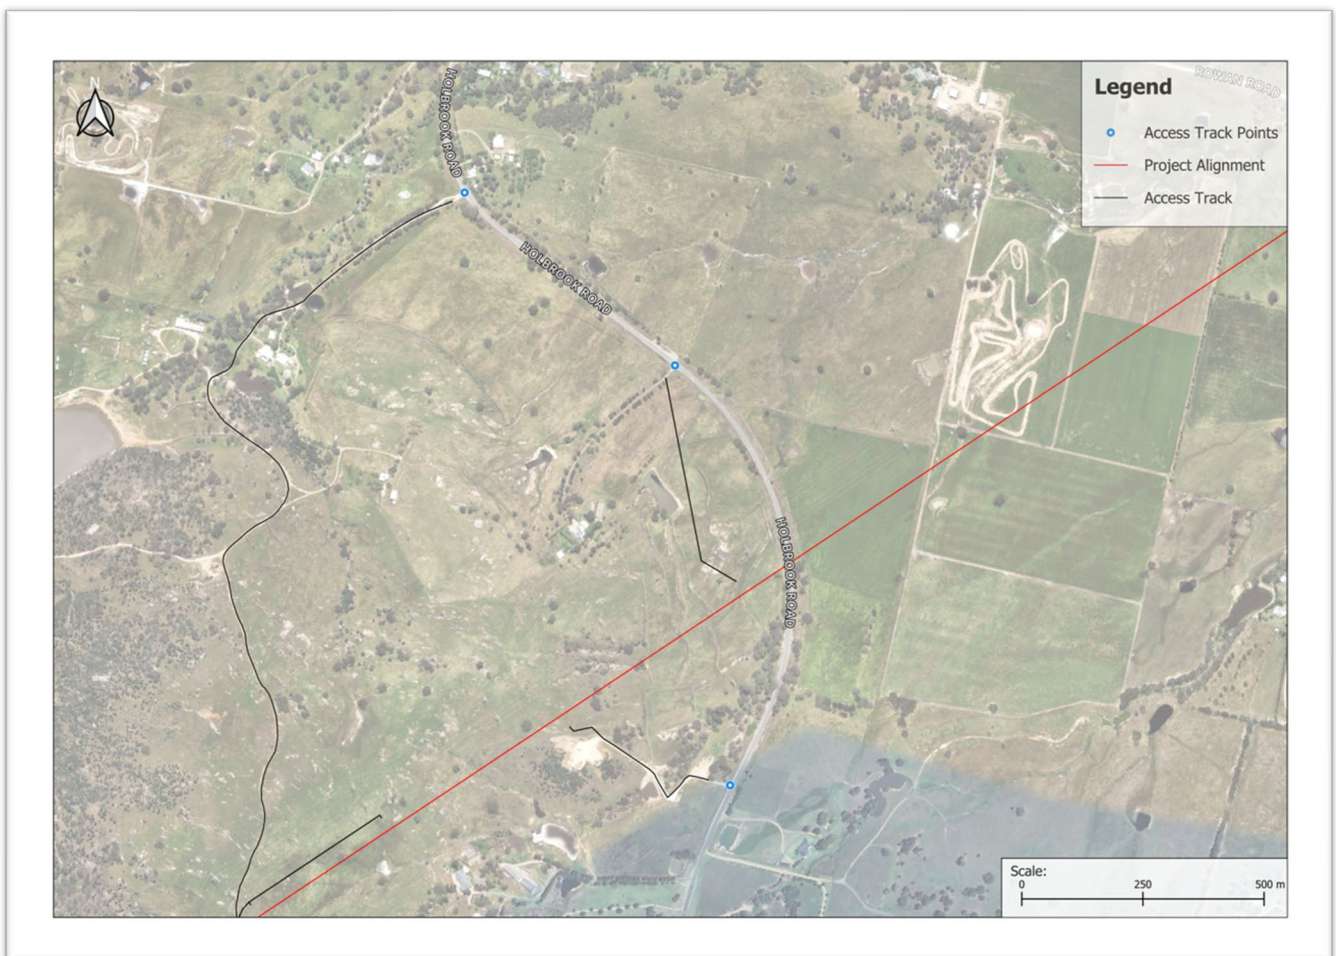 N
HOLBROOK ROAD
ROWAN ROAD
Legend
Access Track Points
Project Alignment
Access Track
HOLBROOK ROAD
HOLBROOK ROAD
Scale:
0 250 500 m